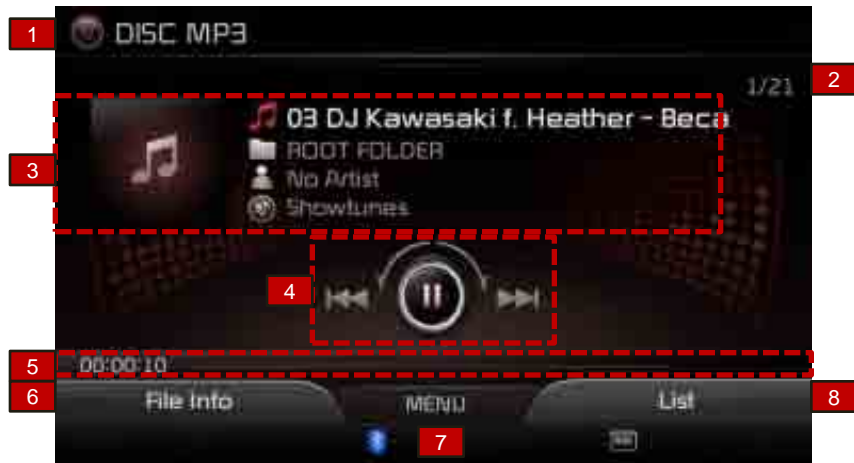 1 DISC MP3
1/21 2
03 DJ Kawasaki f. Heather - Beca
ROOT FOLDER
3
No Artist
Showtunes
4
5 00:00:10
6 File Info MENU List 8
7